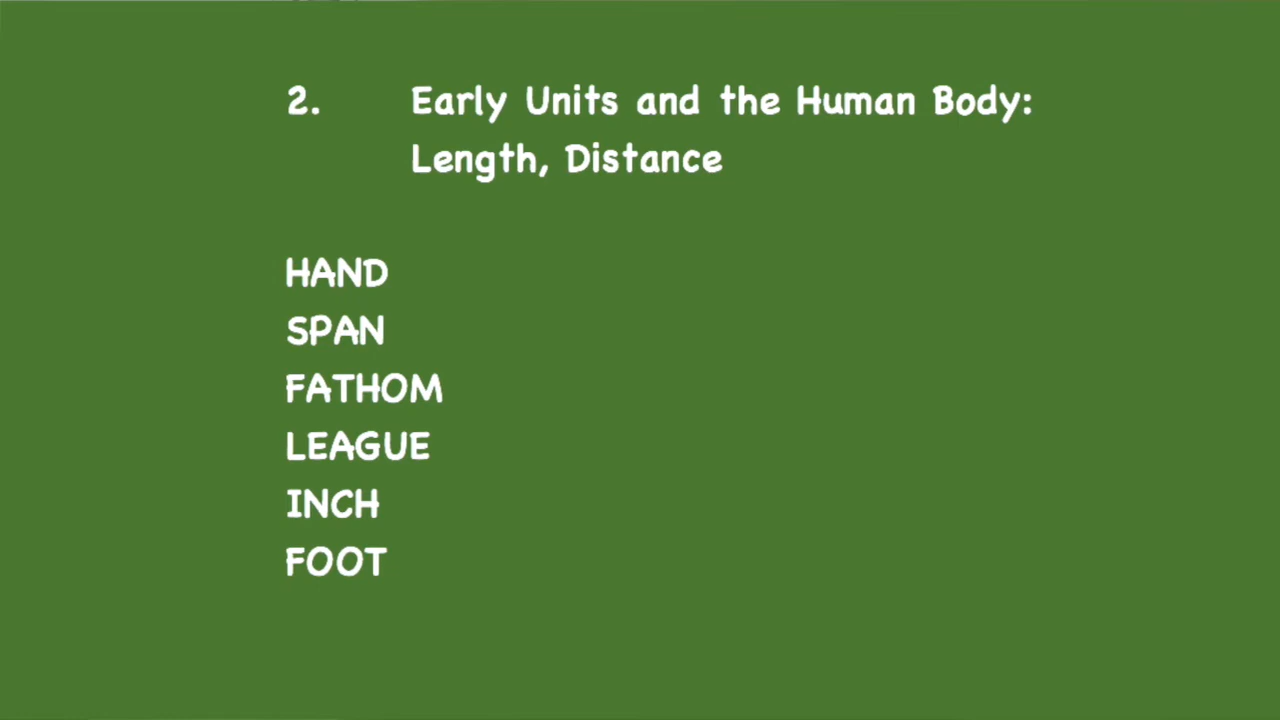 2. Early Units and the Human Body:
Length, Distance
HAND
SPAN
FATHOM
LEAGUE
INCH
FOOT